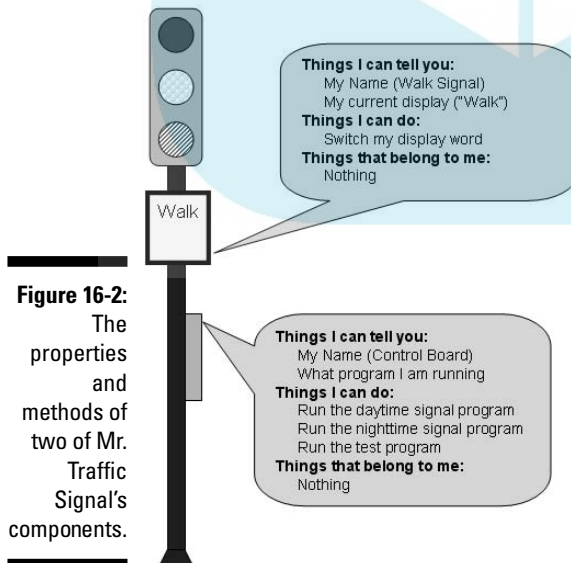 Things I can tell you:
My Name (Walk Signal)
My current display ("Walk")
Things I can do:
Switch my display word
Things that belong to me:
Nothing
Walk
Figure 16-2:
The
properties
and
methods of
two of Mr.
Traffic
Signal's
components.
Things I can tell you:
My Name (Control Board)
What program I am running
Things I can do:
Run the daytime signal program
Run the nighttime signal program
Run the test program
Things that belong to me:
Nothing